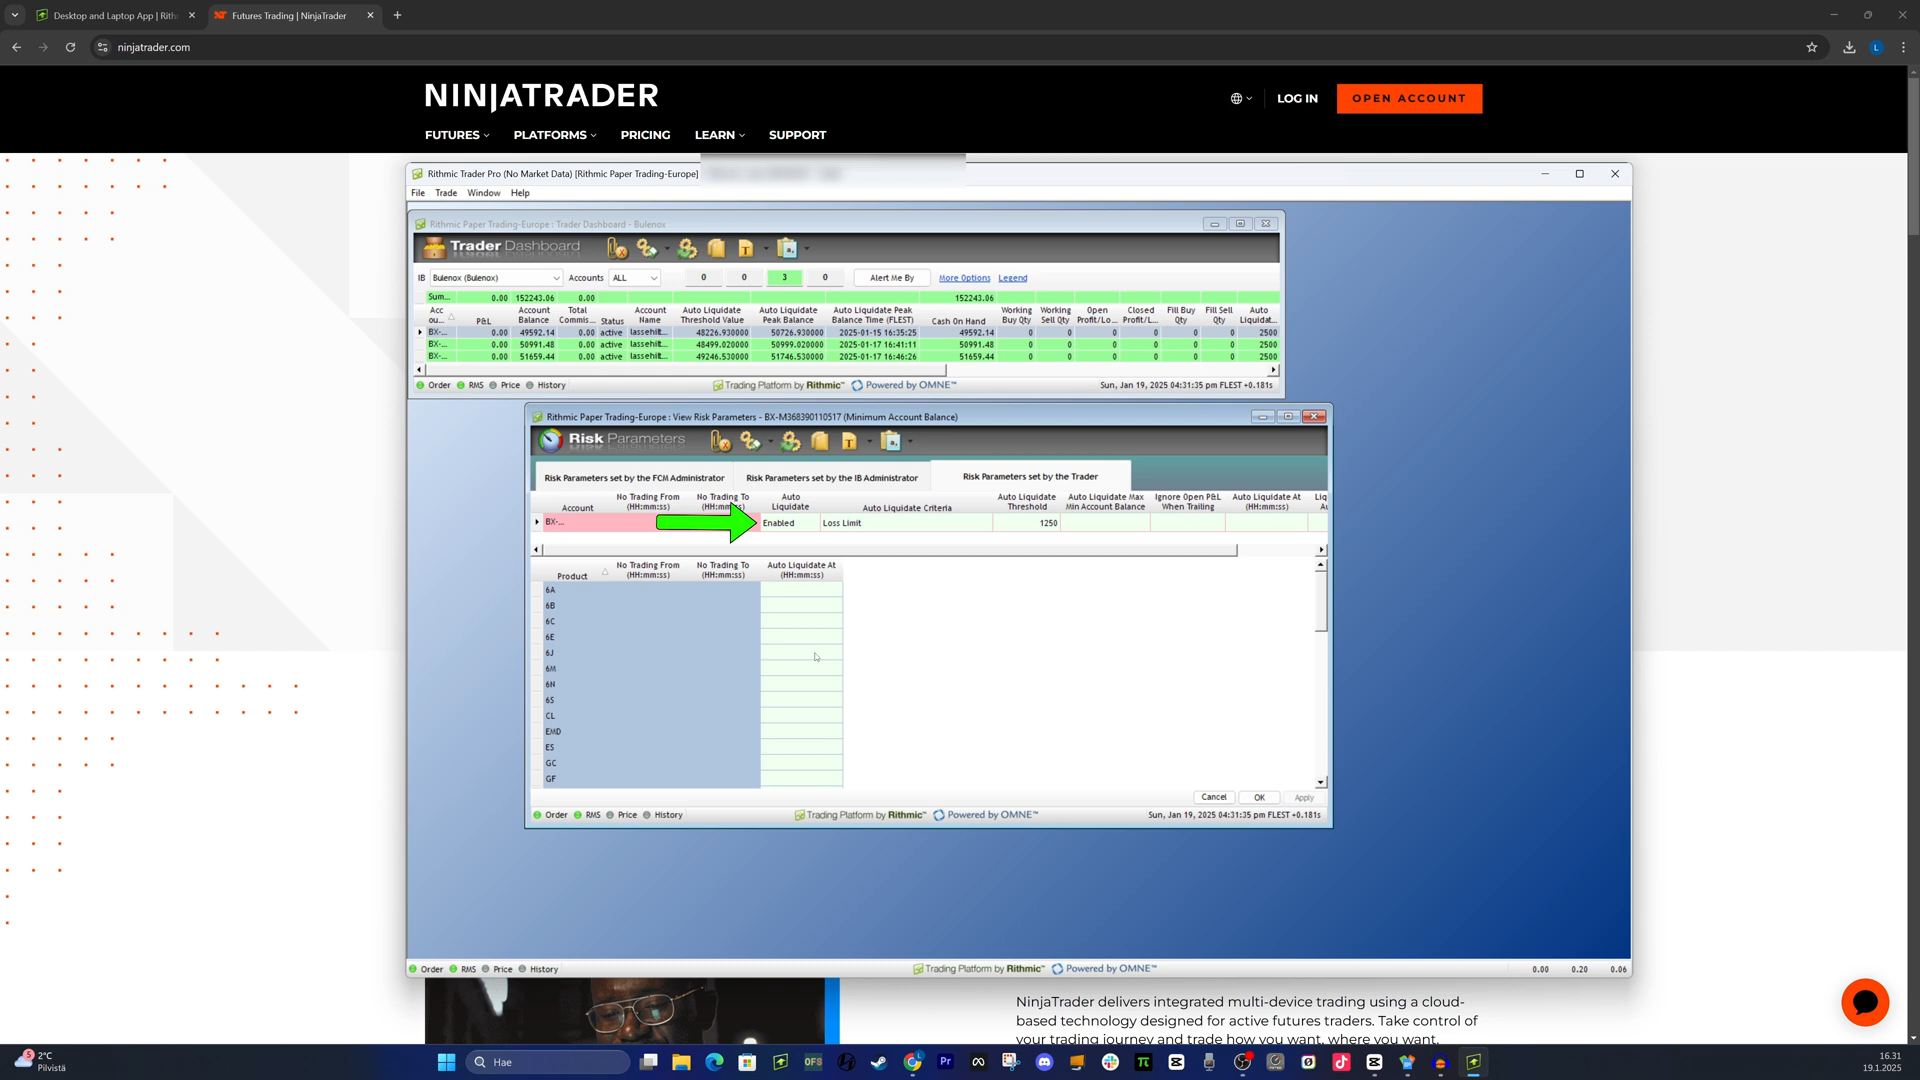 Desktop and Laptop App | Rith
Futures Trading | NinjaTrader
ninjatrader.com
L
NINJATRADER
LOG IN
OPEN ACCOUNT
FUTURES
PLATFORMS
PRICING
LEARN
SUPPORT
Rithmic Trader Pro (No Market Data) [Rithmic Paper Trading-Europe]
File Trade Window Help
Rithmic Paper Trading-Europe : Trader Dashboard - Bulenox
Trader Dashboard
IB Bulenox (Bulenox) Accounts ALL 0 0 3 0 Alert Me By More Options Legend
Sum... 0.00 152243.06 0.00 152243.06
Acc ou... P&L Account Balance Total Commis... Status Account Name Auto Liquidate Threshold Value Auto Liquidate Peak Balance Auto Liquidate Peak Balance Time (FLEST) Cash On Hand Working Buy Qty Working Sell Qty Open Profit/Lo... Closed Profit/L... Fill Buy Qty Fill Sell Qty Auto Liquidat...
BX-... 0.00 49592.14 0.00 active lassehilt... 48226.930000 50726.930000 2025-01-15 16:35:25 49592.14 0 0 0 0 0 0 2500
BX-... 0.00 50991.48 0.00 active lassehilt... 48499.020000 50999.020000 2025-01-17 16:41:11 50991.48 0 0 0 0 0 0 2500
BX-... 0.00 51659.44 0.00 active lassehilt... 49246.530000 51746.530000 2025-01-17 16:46:26 51659.44 0 0 0 0 0 0 2500
Order RMS Price History Trading Platform by Rithmic™ Powered by OMNE™ Sun, Jan 19, 2025 04:31:35 pm FLEST +0.181s
Rithmic Paper Trading-Europe : View Risk Parameters - BX-M368390110517 (Minimum Account Balance)
Risk Parameters
Risk Parameters set by the FCM Administrator Risk Parameters set by the IB Administrator Risk Parameters set by the Trader
Account No Trading From (HH:mm:ss) No Trading To (HH:mm:ss) Auto Liquidate Auto Liquidate Criteria Auto Liquidate Threshold Auto Liquidate Max Min Account Balance Ignore Open P&L When Trailing Auto Liquidate At (HH:mm:ss) Liq Au
BX-... Enabled Loss Limit 1250
Product No Trading From (HH:mm:ss) No Trading To (HH:mm:ss) Auto Liquidate At (HH:mm:ss)
6A
6B
6C
6E
6J
6M
6N
6S
CL
EMD
ES
GC
GF
Cancel OK Apply
Order RMS Price History Trading Platform by Rithmic™ Powered by OMNE™ Sun, Jan 19, 2025 04:31:35 pm FLEST +0.181s
Order RMS Price History Trading Platform by Rithmic™ Powered by OMNE™ 0.00 0.20 0.06
NinjaTrader delivers integrated multi-device trading using a cloud-
based technology designed for active futures traders. Take control of
your trading journey and trade how you want, where you want.
5
2°C
Pilvistä
Hae
OFS
L
Pr
16.31
19.1.2025